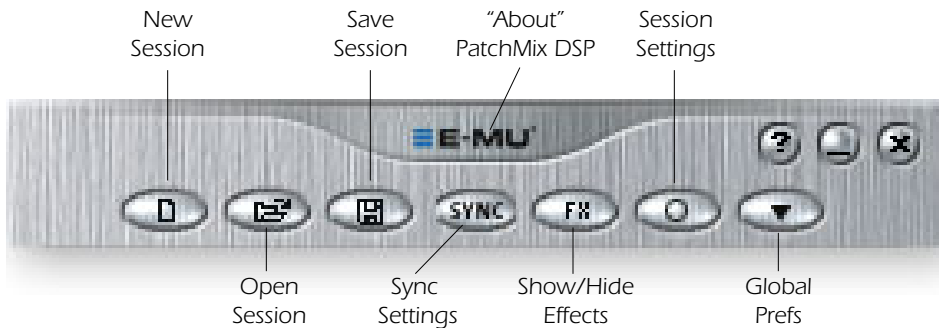 New
Session
Save
Session
“About”
PatchMix DSP
Session
Settings
E-MU®
?
SYNC
FX
Open
Session
Sync
Settings
Show/Hide
Effects
Global
Prefs